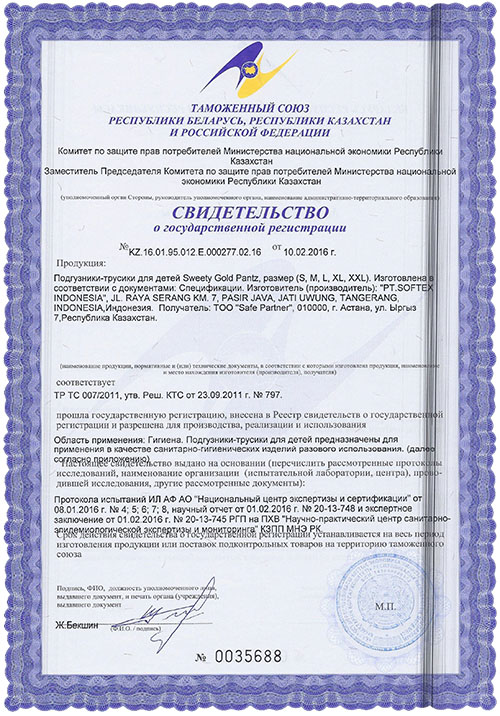 ТАМОЖЕННЫЙ СОЮЗ
РЕСПУБЛИКИ БЕЛАРУСЬ, РЕСПУБЛИКИ КАЗАХСТАН
И РОССИЙСКОЙ ФЕДЕРАЦИИ
Комитет по защите прав потребителей Министерства национальной экономики Республики
Казахстан
Заместитель Председателя Комитета по защите прав потребителей Министерства национальной
экономики Республики Казахстан
(уполномоченный орган Стороны, руководитель уполномоченного органа, наименование административно-территориального образования)
СВИДЕТЕЛЬСТВО
о государственной регистрации
№ KZ.16.01.95.012.E.000277.02.16 от 10.02.2016 г.
Продукция:
Подгузники-трусики для детей Sweety Gold Pantz, размер (S, M, L, XL, XXL). Изготовлена в
соответствии с документами: Спецификации. Изготовитель (производитель): "PT.SOFTEX
INDONESIA", JL. RAYA SERANG KM. 7, PASIR JAVA, JATI UWUNG, TANGERANG,
INDONESIA,Индонезия. Получатель: ТОО "Safe Partner", 010000, г. Астана, ул. Ыргыз
7,Республика Казахстан.
(наименование продукции, нормативные и (или) технические документы, в соответствии с которыми изготовлена продукция, наименование
и место нахождения изготовителя (производителя), получателя)
соответствует
ТР ТС 007/2011, утв. Реш. КТС от 23.09.2011 г. № 797.
прошла государственную регистрацию, внесена в Реестр свидетельств о государственной
регистрации и разрешена для производства, реализации и использования
Область применения: Гигиена. Подгузники-трусики для детей предназначены для
применения в качестве санитарно-гигиенических изделий разового использования. (далее
согласно приложению)
Настоящее свидетельство выдано на основании (перечислить рассмотренные протоколы
исследований, наименование организации (испытательной лаборатории, центра), прово-
дившей исследования, другие рассмотренные документы):
Протокола испытаний ИЛ АФ АО "Национальный центр экспертизы и сертификации" от
08.01.2016 г. № 4; 5; 6; 7; 8, научный отчет от 01.02.2016 г. № 20-13-748 и экспертное
заключение от 01.02.2016 г. № 20-13-745 РГП на ПХВ "Научно-практический центр санитарно-
эпидемиологической экспертизы и мониторинга" КЗПП МНЭ РК.
Срок действия свидетельства о государственной регистрации устанавливается на весь период
изготовления продукции или поставок подконтрольных товаров на территорию таможенного
союза
Подпись, ФИО, должность уполномоченного лица,
выдавшего документ, и печать органа (учреждения),
выдавшего документ
Ж.Бекшин
(Ф.И.О. / подпись)
М.П.
№ 0035688